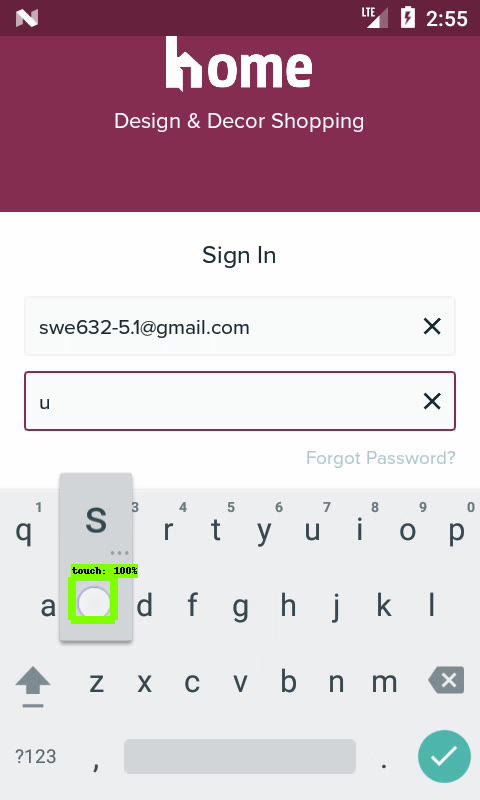 LTE 2:55
home
Design & Decor Shopping
Sign In
swe632-5.1@gmail.com
u
Forgot Password?
1 3 4 5 6 7 8 9 0
q r t y u i o p
s
touch: 100%
a d f g h j k l
z x c v b n m
?123 , .